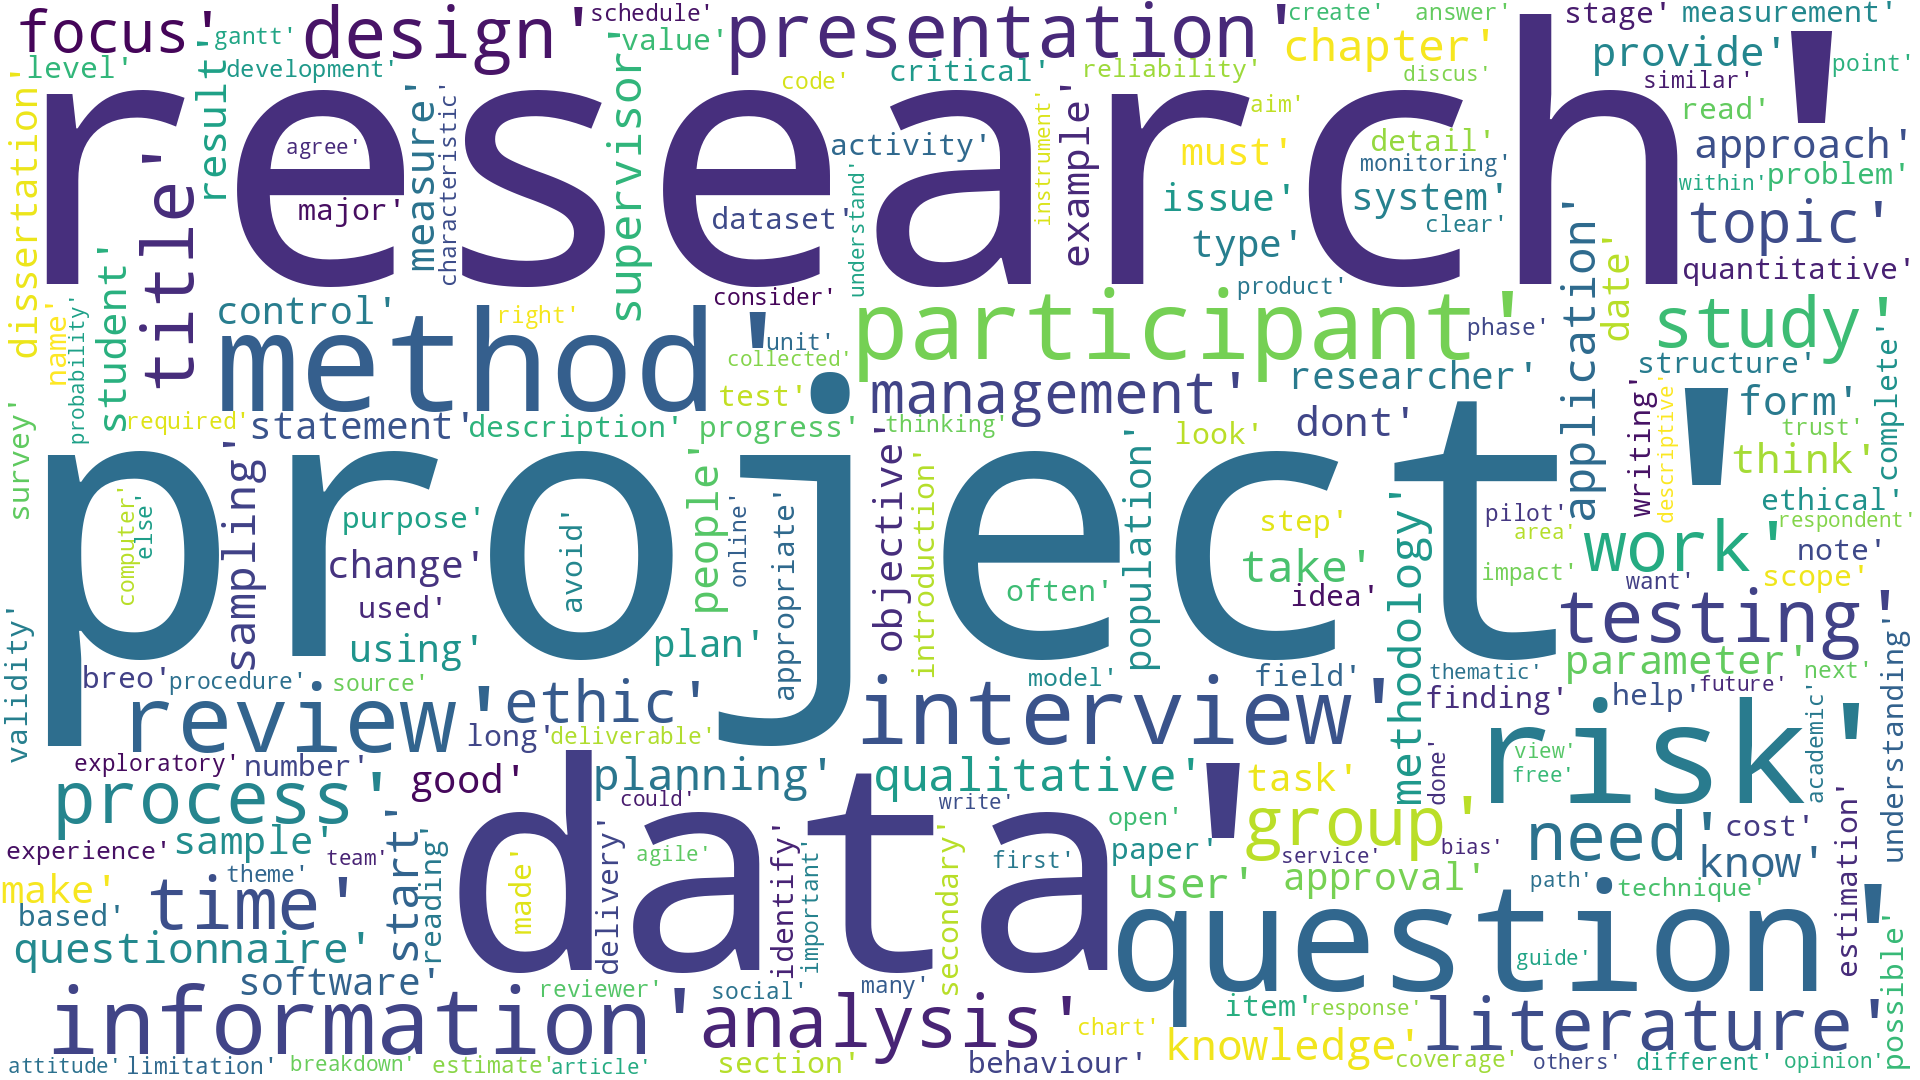 focus'
gantt'
design'
schedule'
value'
presentation'
create'
answer'
chapter'
stage'
measurement'
provide'
point'
level'
development'
result'
supervisor'
code'
critical'
reliability'
discus'
similar'
read'
dissertation'
research'
title'
agree'
major'
measure'
characteristic'
activity'
dataset'
understand'
instrument'
example'
aim'
must'
issue'
type'
detail'
monitoring'
system'
clear'
approach'
within'
problem'
topic'
quantitative'
student'
name'
probability'
control'
method'
right'
consider'
unit'
collected'
test'
participant'
product'
phase'
application'
date'
study'
structure'
complete'
management'
researcher'
dont'
form'
writing'
descriptive'
trust'
think'
survey'
required'
statement'
description'
progress'
thinking'
look'
project'
computer'
else'
sampling'
purpose'
change'
used'
using'
avoid'
people'
online'
appropriate'
plan'
objective'
introduction'
often'
population'
step'
take'
idea'
methodology'
pilot'
area'
impact'
ethical'
respondent'
work'
note'
want'
scope'
testing'
understanding'
validity'
breo'
procedure'
source'
review'
ethic'
long'
deliverable'
interview'
model'
field'
thematic'
finding'
parameter'
next'
help'
future'
academic'
risk'
view'
free'
exploratory'
number'
process'
good'
planning'
could'
qualitative'
write'
task'
done'
group'
open'
paper'
service'
bias'
need'
cost'
know'
estimation'
experience'
sample'
team'
theme'
start'
reading'
data'
made'
delivery'
agile'
identify'
important'
secondary'
first'
user'
approval'
path'
technique'
make'
based'
time'
questionnaire'
question'
guide'
possible'
software'
reviewer'
social'
many'
item'
response'
information'
analysis'
chart'
knowledge'
literature'
attitude'
limitation'
breakdown'
estimate'
article'
section'
behaviour'
coverage'
others'
different'
opinion'